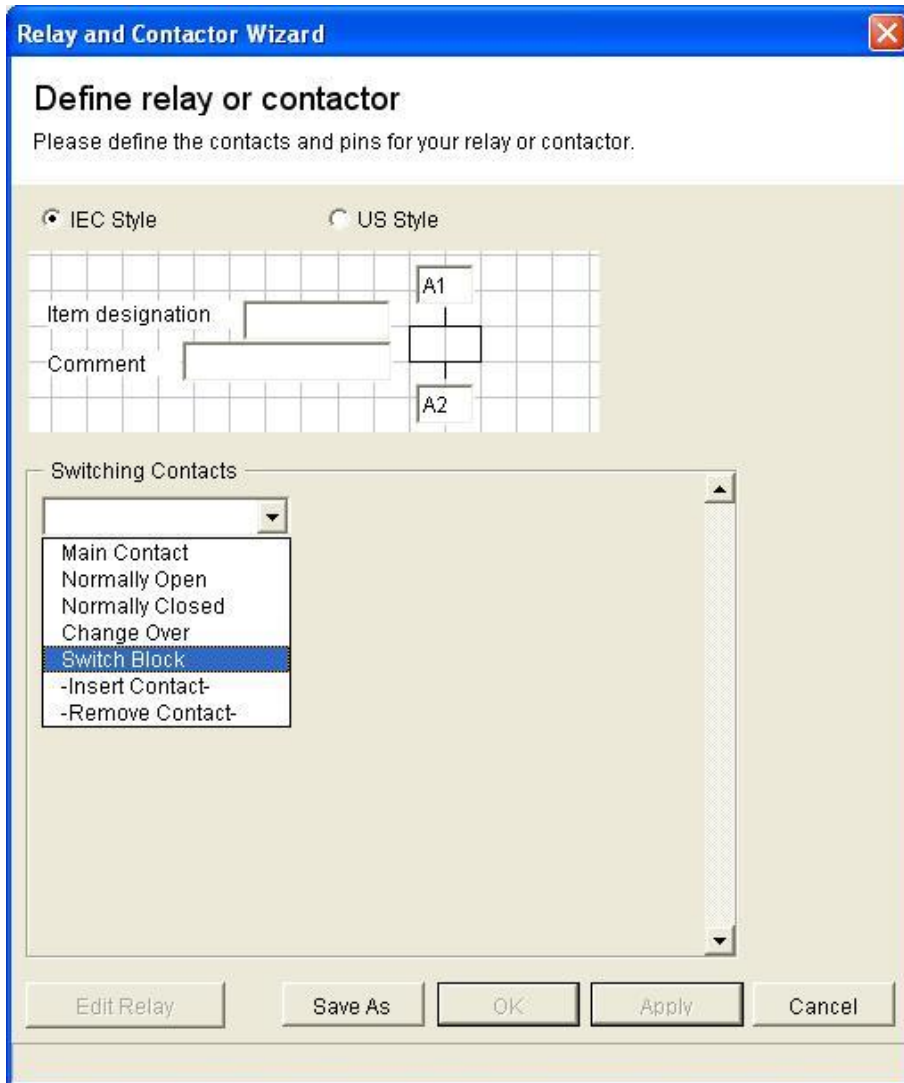 Relay and Contactor Wizard
Define relay or contactor
Please define the contacts and pins for your relay or contactor.
IEC Style
US Style
A1
Item designation
Comment
A2
Switching Contacts
Main Contact
Normally Open
Normally Closed
Change Over
Switch Block
-Insert Contact-
-Remove Contact-
Edit Relay
Save As
OK
Apply
Cancel